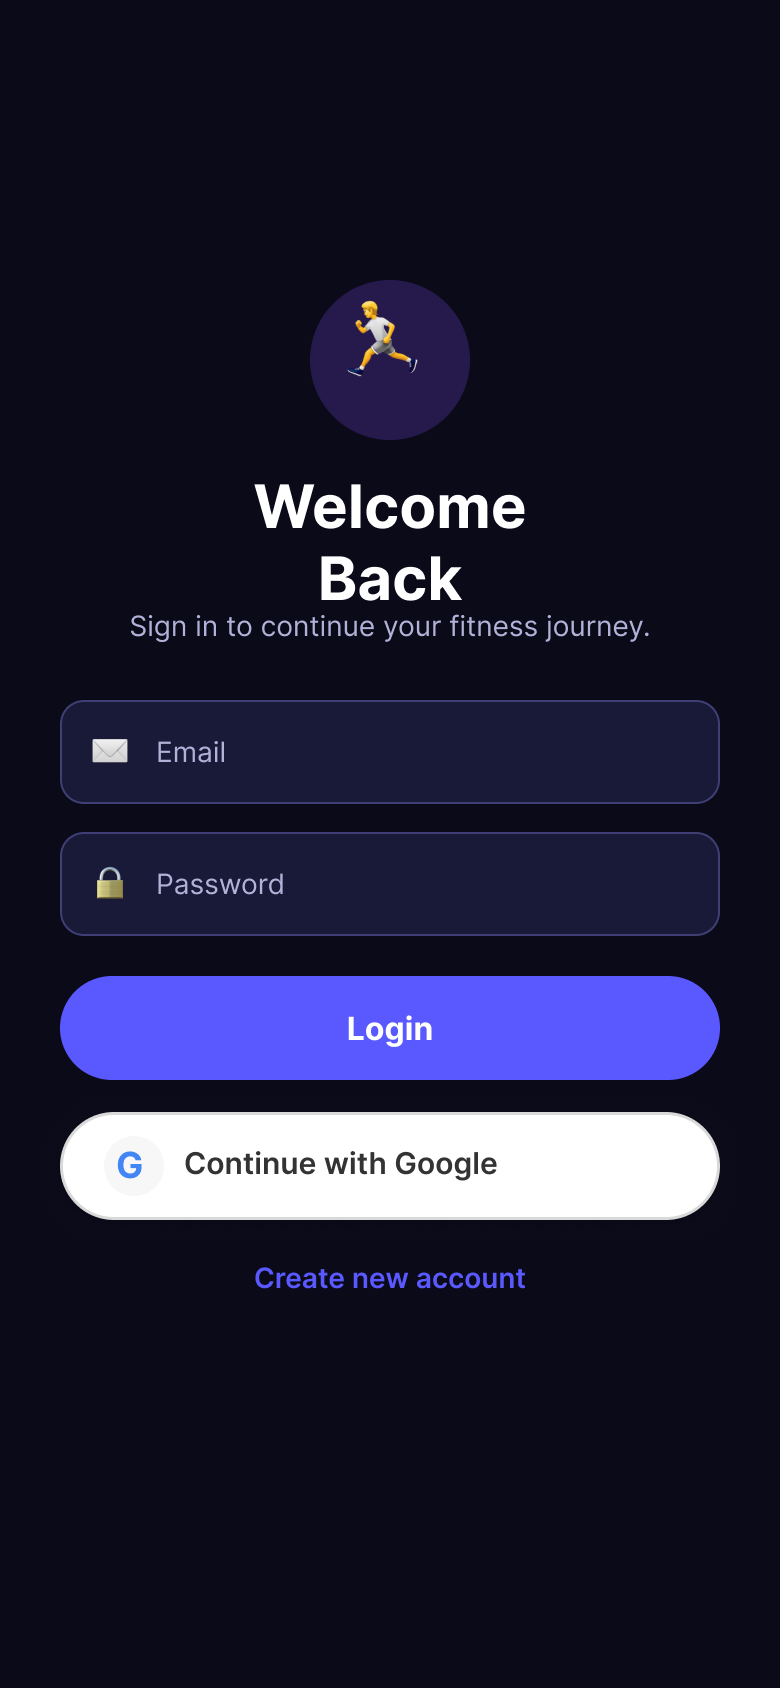 Welcome
Back
Sign in to continue your fitness journey.
Email
Password
Login
G Continue with Google
Create new account